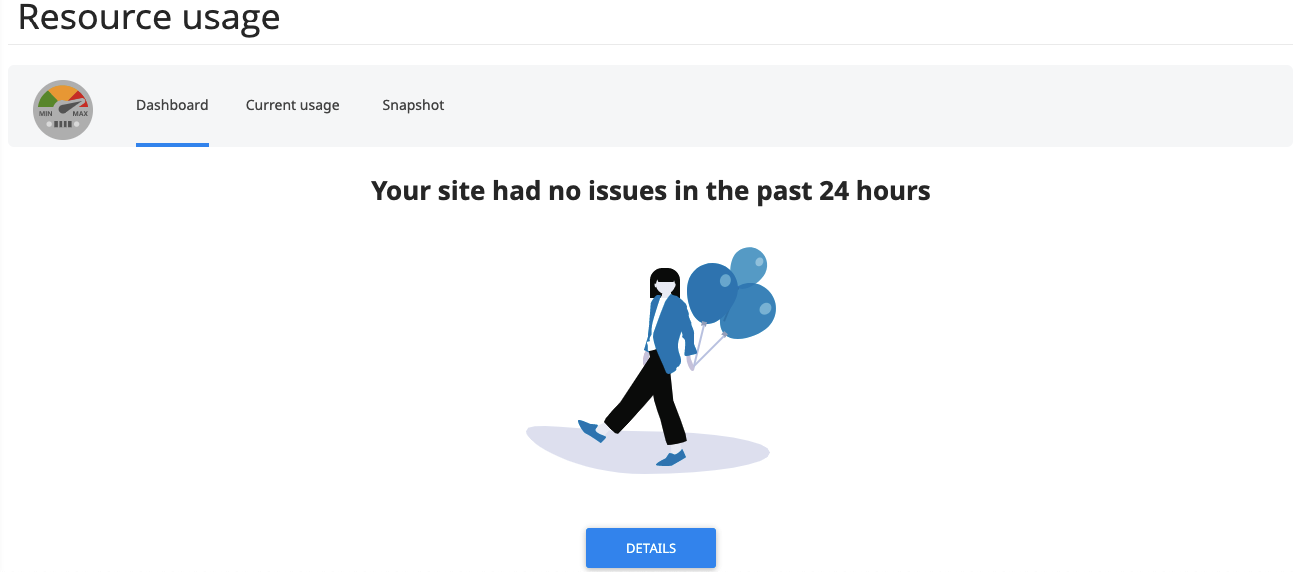 Resource usage
MIN MAX
Dashboard Current usage Snapshot
Your site had no issues in the past 24 hours
DETAILS